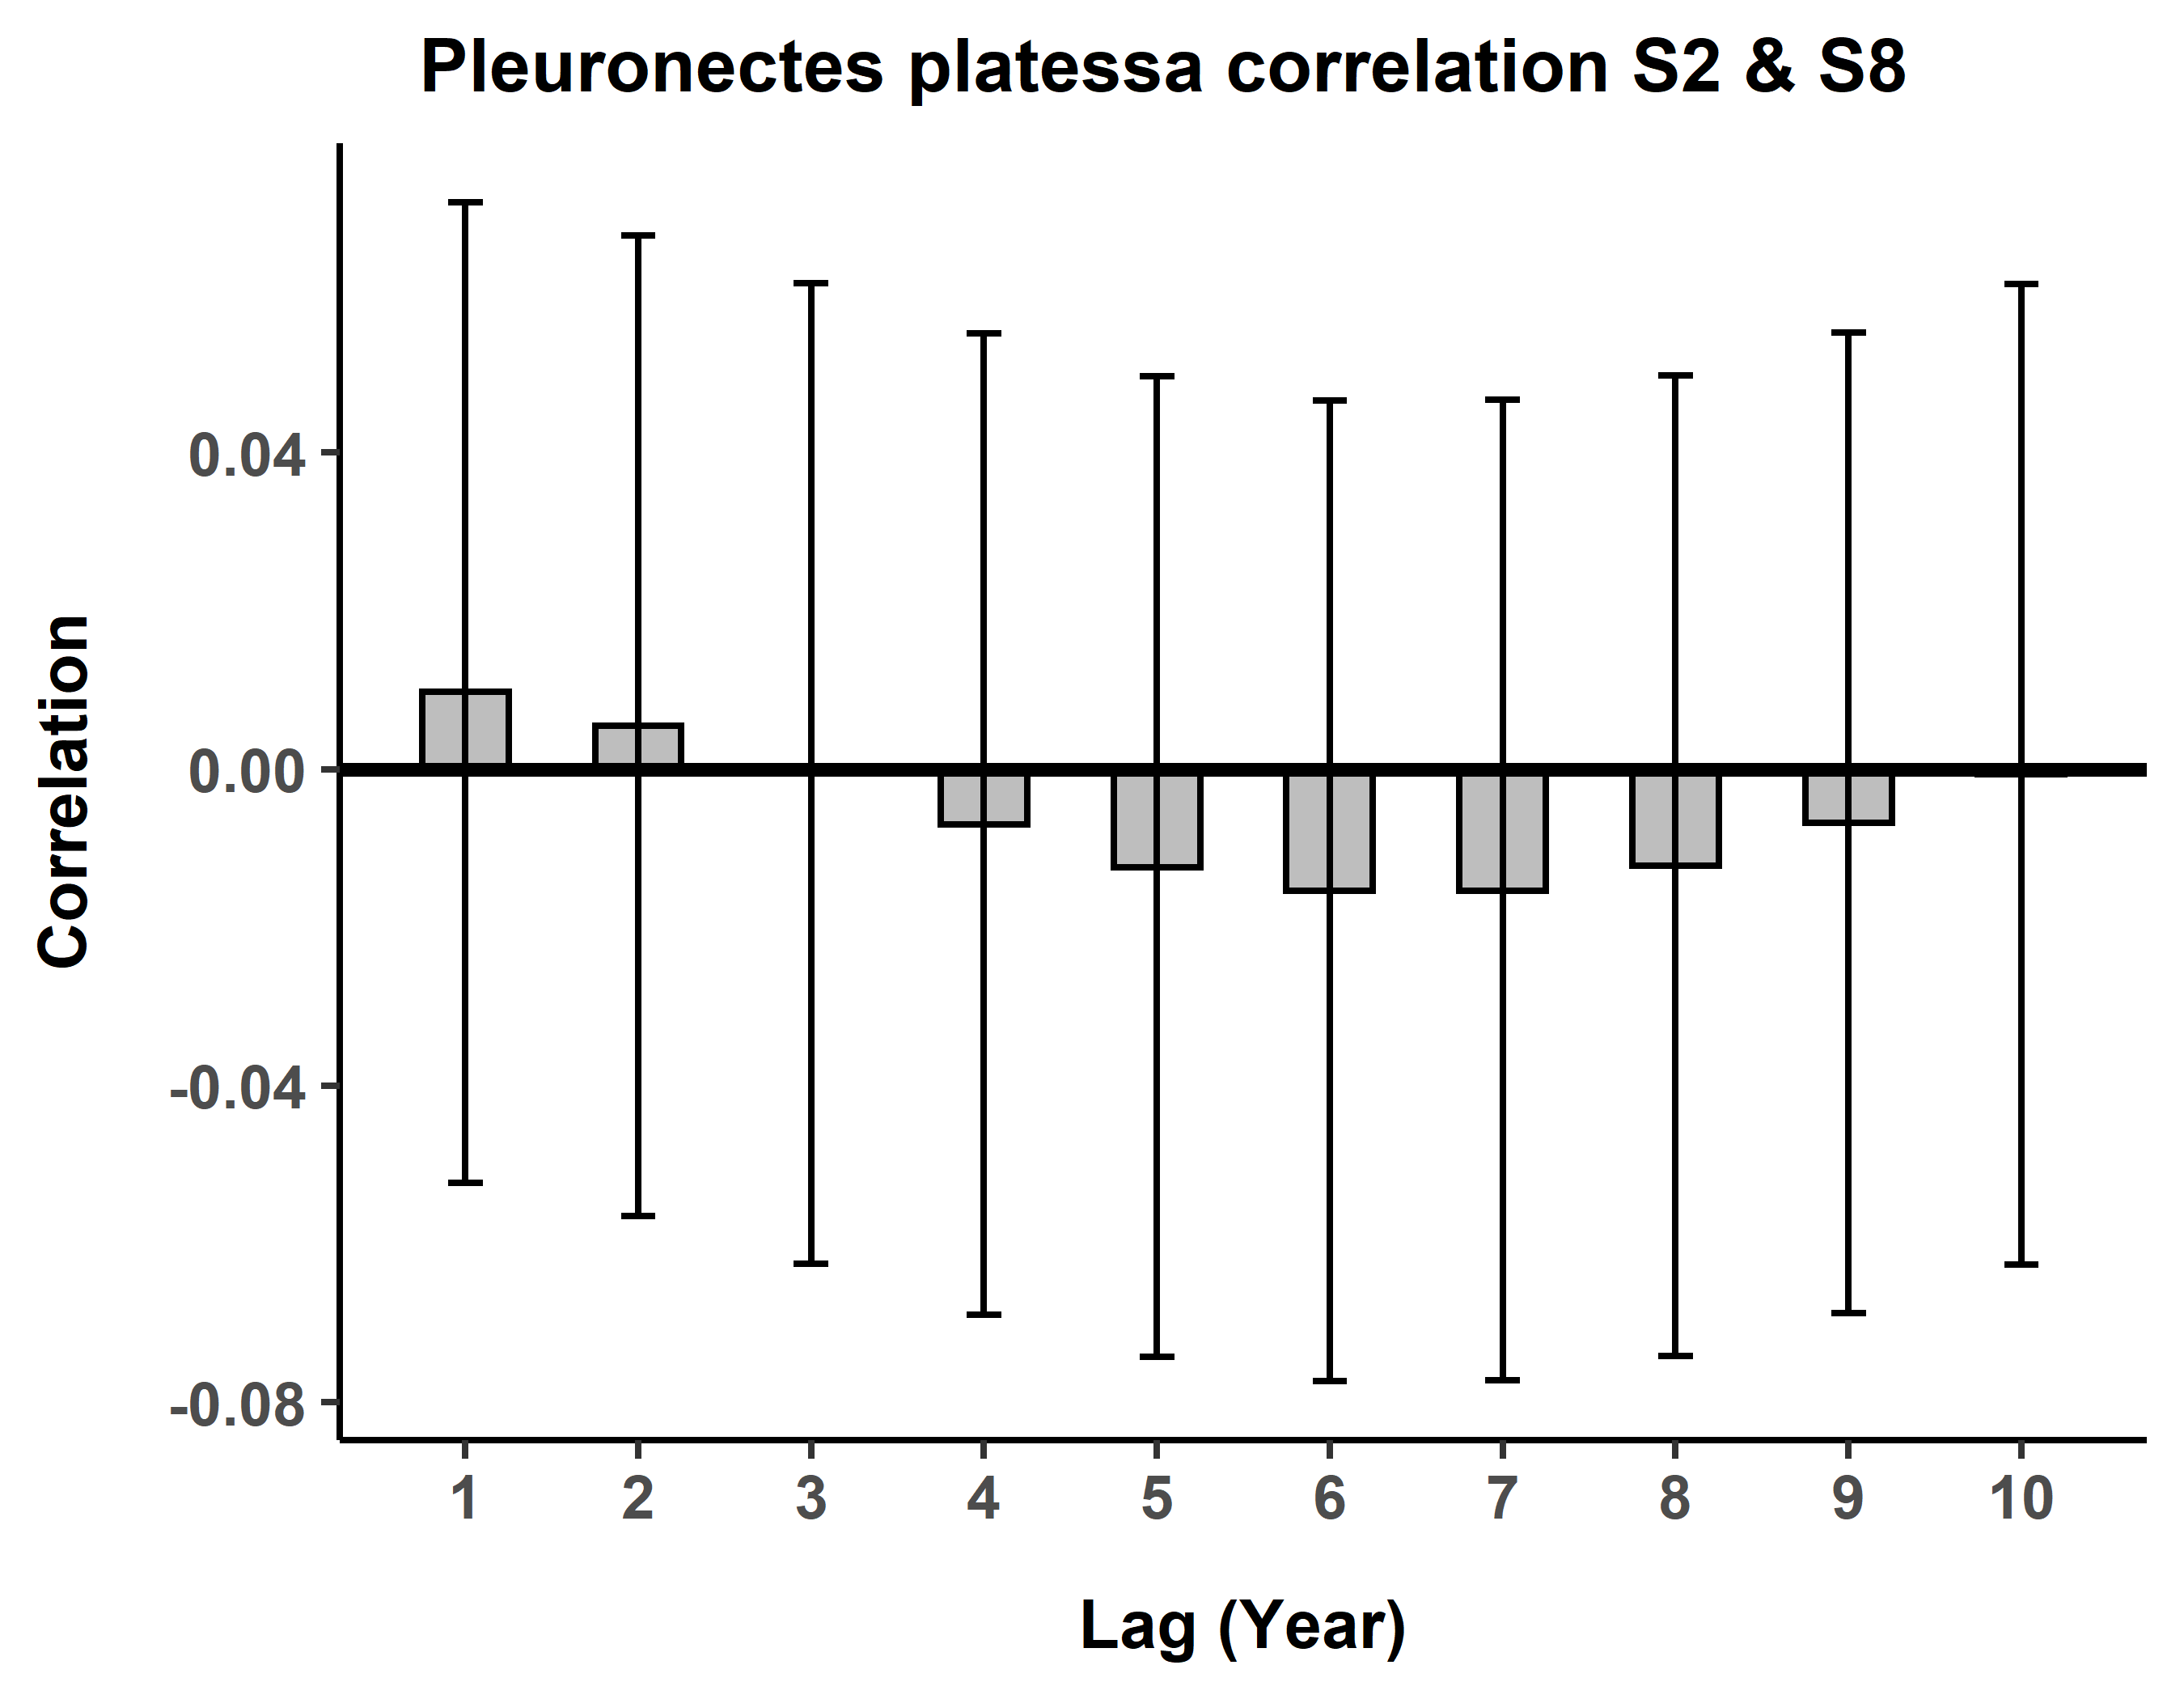 Pleuronectes platessa correlation S2 & S8
Correlation
0.04
0.00
-0.04
-0.08
1 2 3 4 5 6 7 8 9 10
Lag (Year)